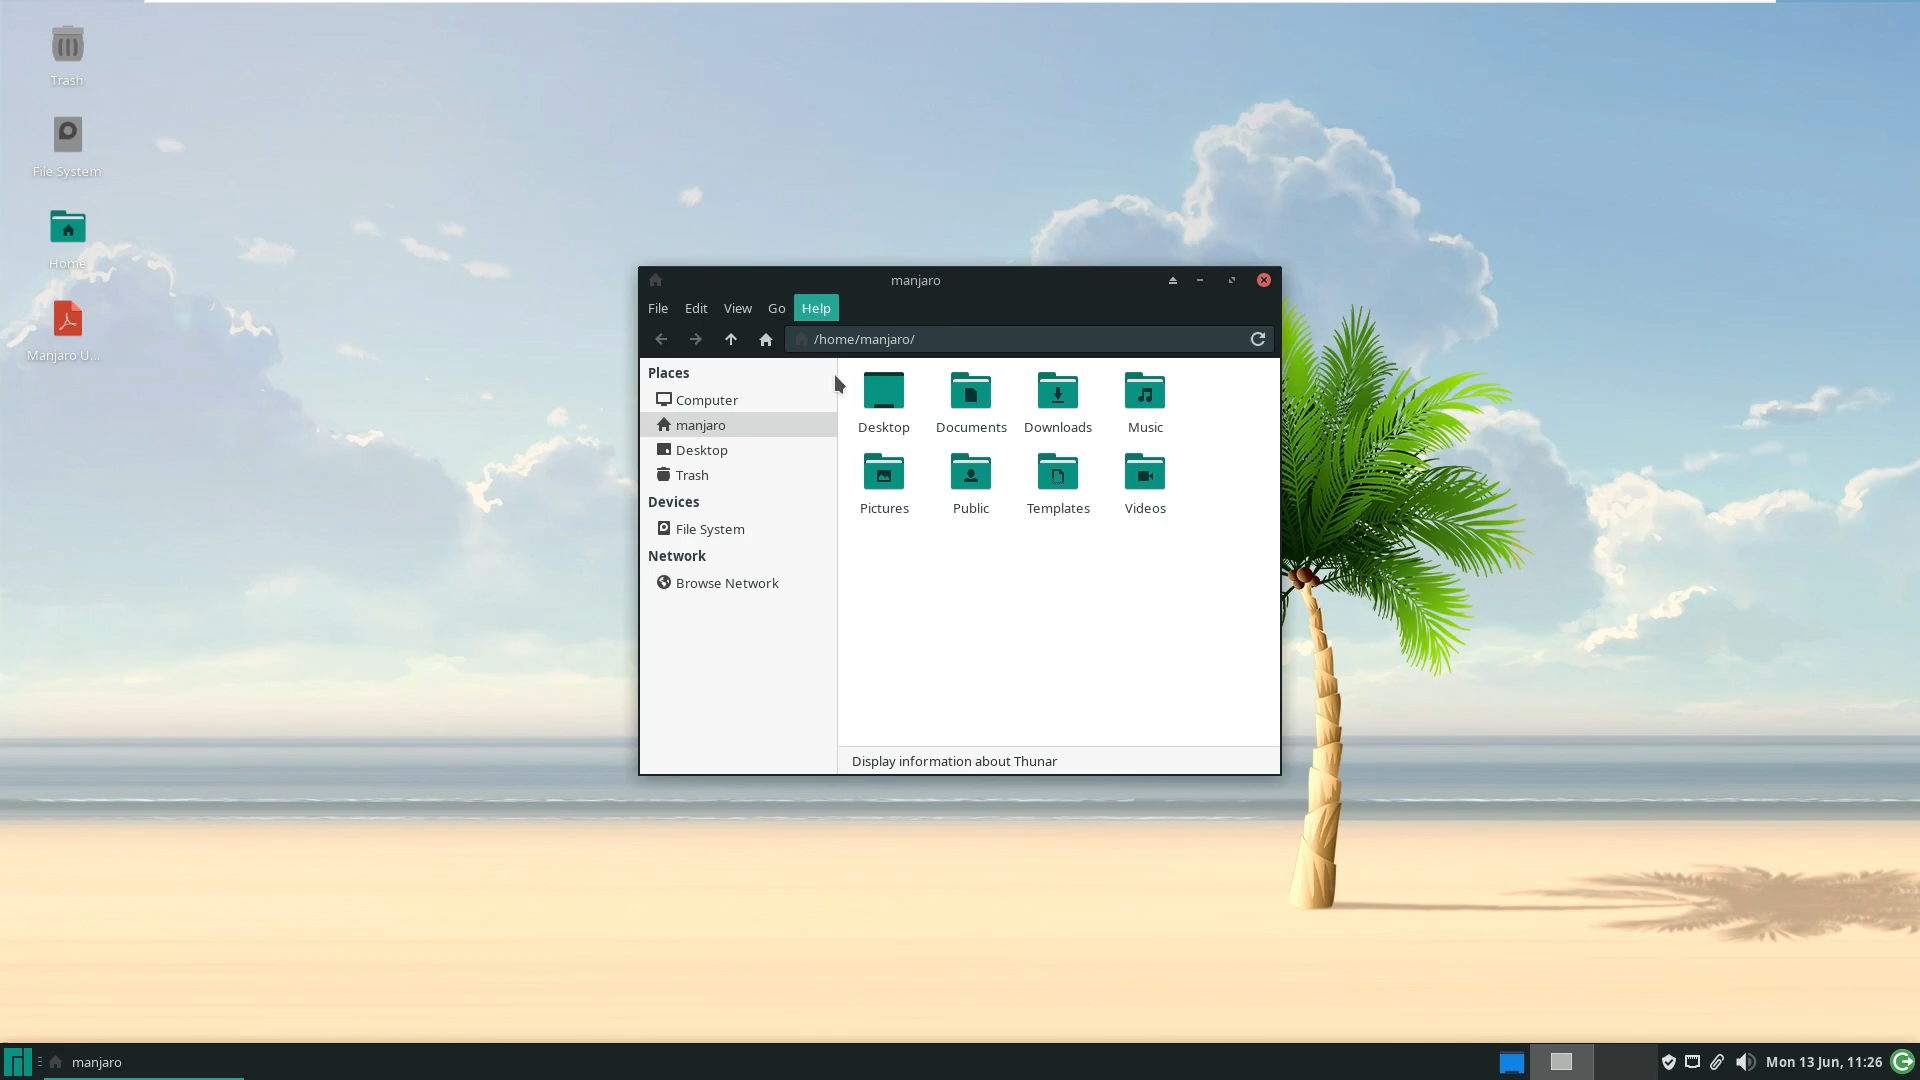 Trash
File System
Home
Manjaro U...
manjaro
File Edit View Go Help
/home/manjaro/
Places
Computer
manjaro
Desktop
Trash
Devices
File System
Network
Browse Network
Desktop Documents Downloads Music
Pictures Public Templates Videos
Display information about Thunar
manjaro
Mon 13 Jun, 11:26